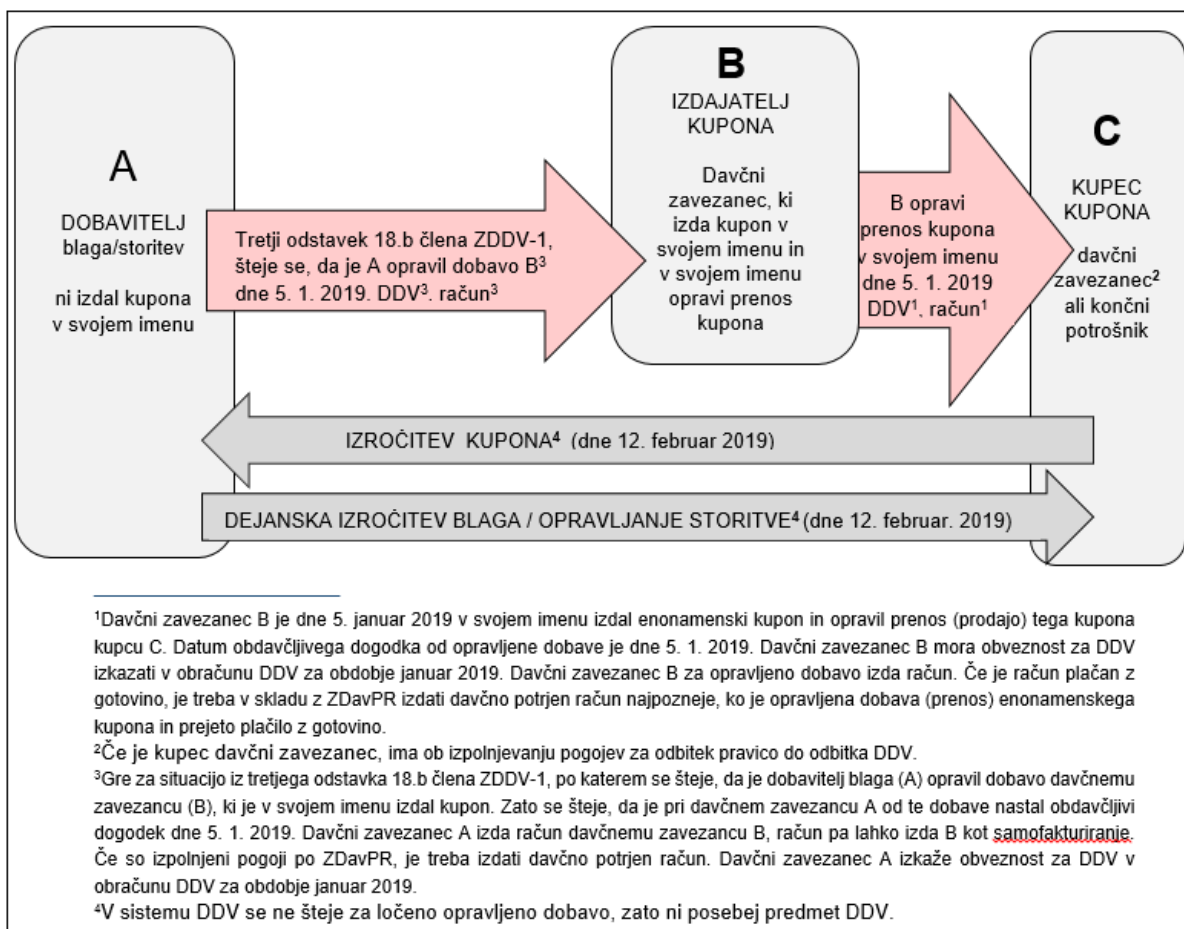 A
DOBAVITELJ
blaga/storitev
ni izdal kupona
v svojem imenu
Tretji odstavek 18.b člena ZDDV-1,
šteje se, da je A opravil dobavo B³
dne 5. 1. 2019. DDV³. račun³
B
IZDAJATELJ
KUPONA
Davčni
zavezanec, ki
izda kupon v
svojem imenu in
v svojem imenu
opravi prenos
kupona
B opravi
prenos kupona
v svojem imenu
dne 5. 1. 2019
DDV¹. račun¹
C
KUPEC
KUPONA
davčni
zavezanec²
ali končni
potrošnik
IZROČITEV KUPONA⁴ (dne 12. februar 2019)
DEJANSKA IZROČITEV BLAGA / OPRAVLJANJE STORITVE⁴ (dne 12. februar. 2019)
¹Davčni zavezanec B je dne 5. januar 2019 v svojem imenu izdal enonamenski kupon in opravil prenos (prodajo) tega kupona
kupcu C. Datum obdavčljivega dogodka od opravljene dobave je dne 5. 1. 2019. Davčni zavezanec B mora obveznost za DDV
izkazati v obračunu DDV za obdobje januar 2019. Davčni zavezanec B za opravljeno dobavo izda račun. Če je račun plačan z
gotovino, je treba v skladu z ZDavPR izdati davčno potrjen račun najpozneje, ko je opravljena dobava (prenos) enonamenskega
kupona in prejeto plačilo z gotovino.
²Če je kupec davčni zavezanec, ima ob izpolnjevanju pogojev za odbitek pravico do odbitka DDV.
³Gre za situacijo iz tretjega odstavka 18.b člena ZDDV-1, po katerem se šteje, da je dobavitelj blaga (A) opravil dobavo davčnemu
zavezancu (B), ki je v svojem imenu izdal kupon. Zato se šteje, da je pri davčnem zavezancu A od te dobave nastal obdavčljivi
dogodek dne 5. 1. 2019. Davčni zavezanec A izda račun davčnemu zavezancu B, račun pa lahko izda B kot samofakturiranje.
Če so izpolnjeni pogoji po ZDavPR, je treba izdati davčno potrjen račun. Davčni zavezanec A izkaže obveznost za DDV v
obračunu DDV za obdobje januar 2019.
⁴V sistemu DDV se ne šteje za ločeno opravljeno dobavo, zato ni posebej predmet DDV.